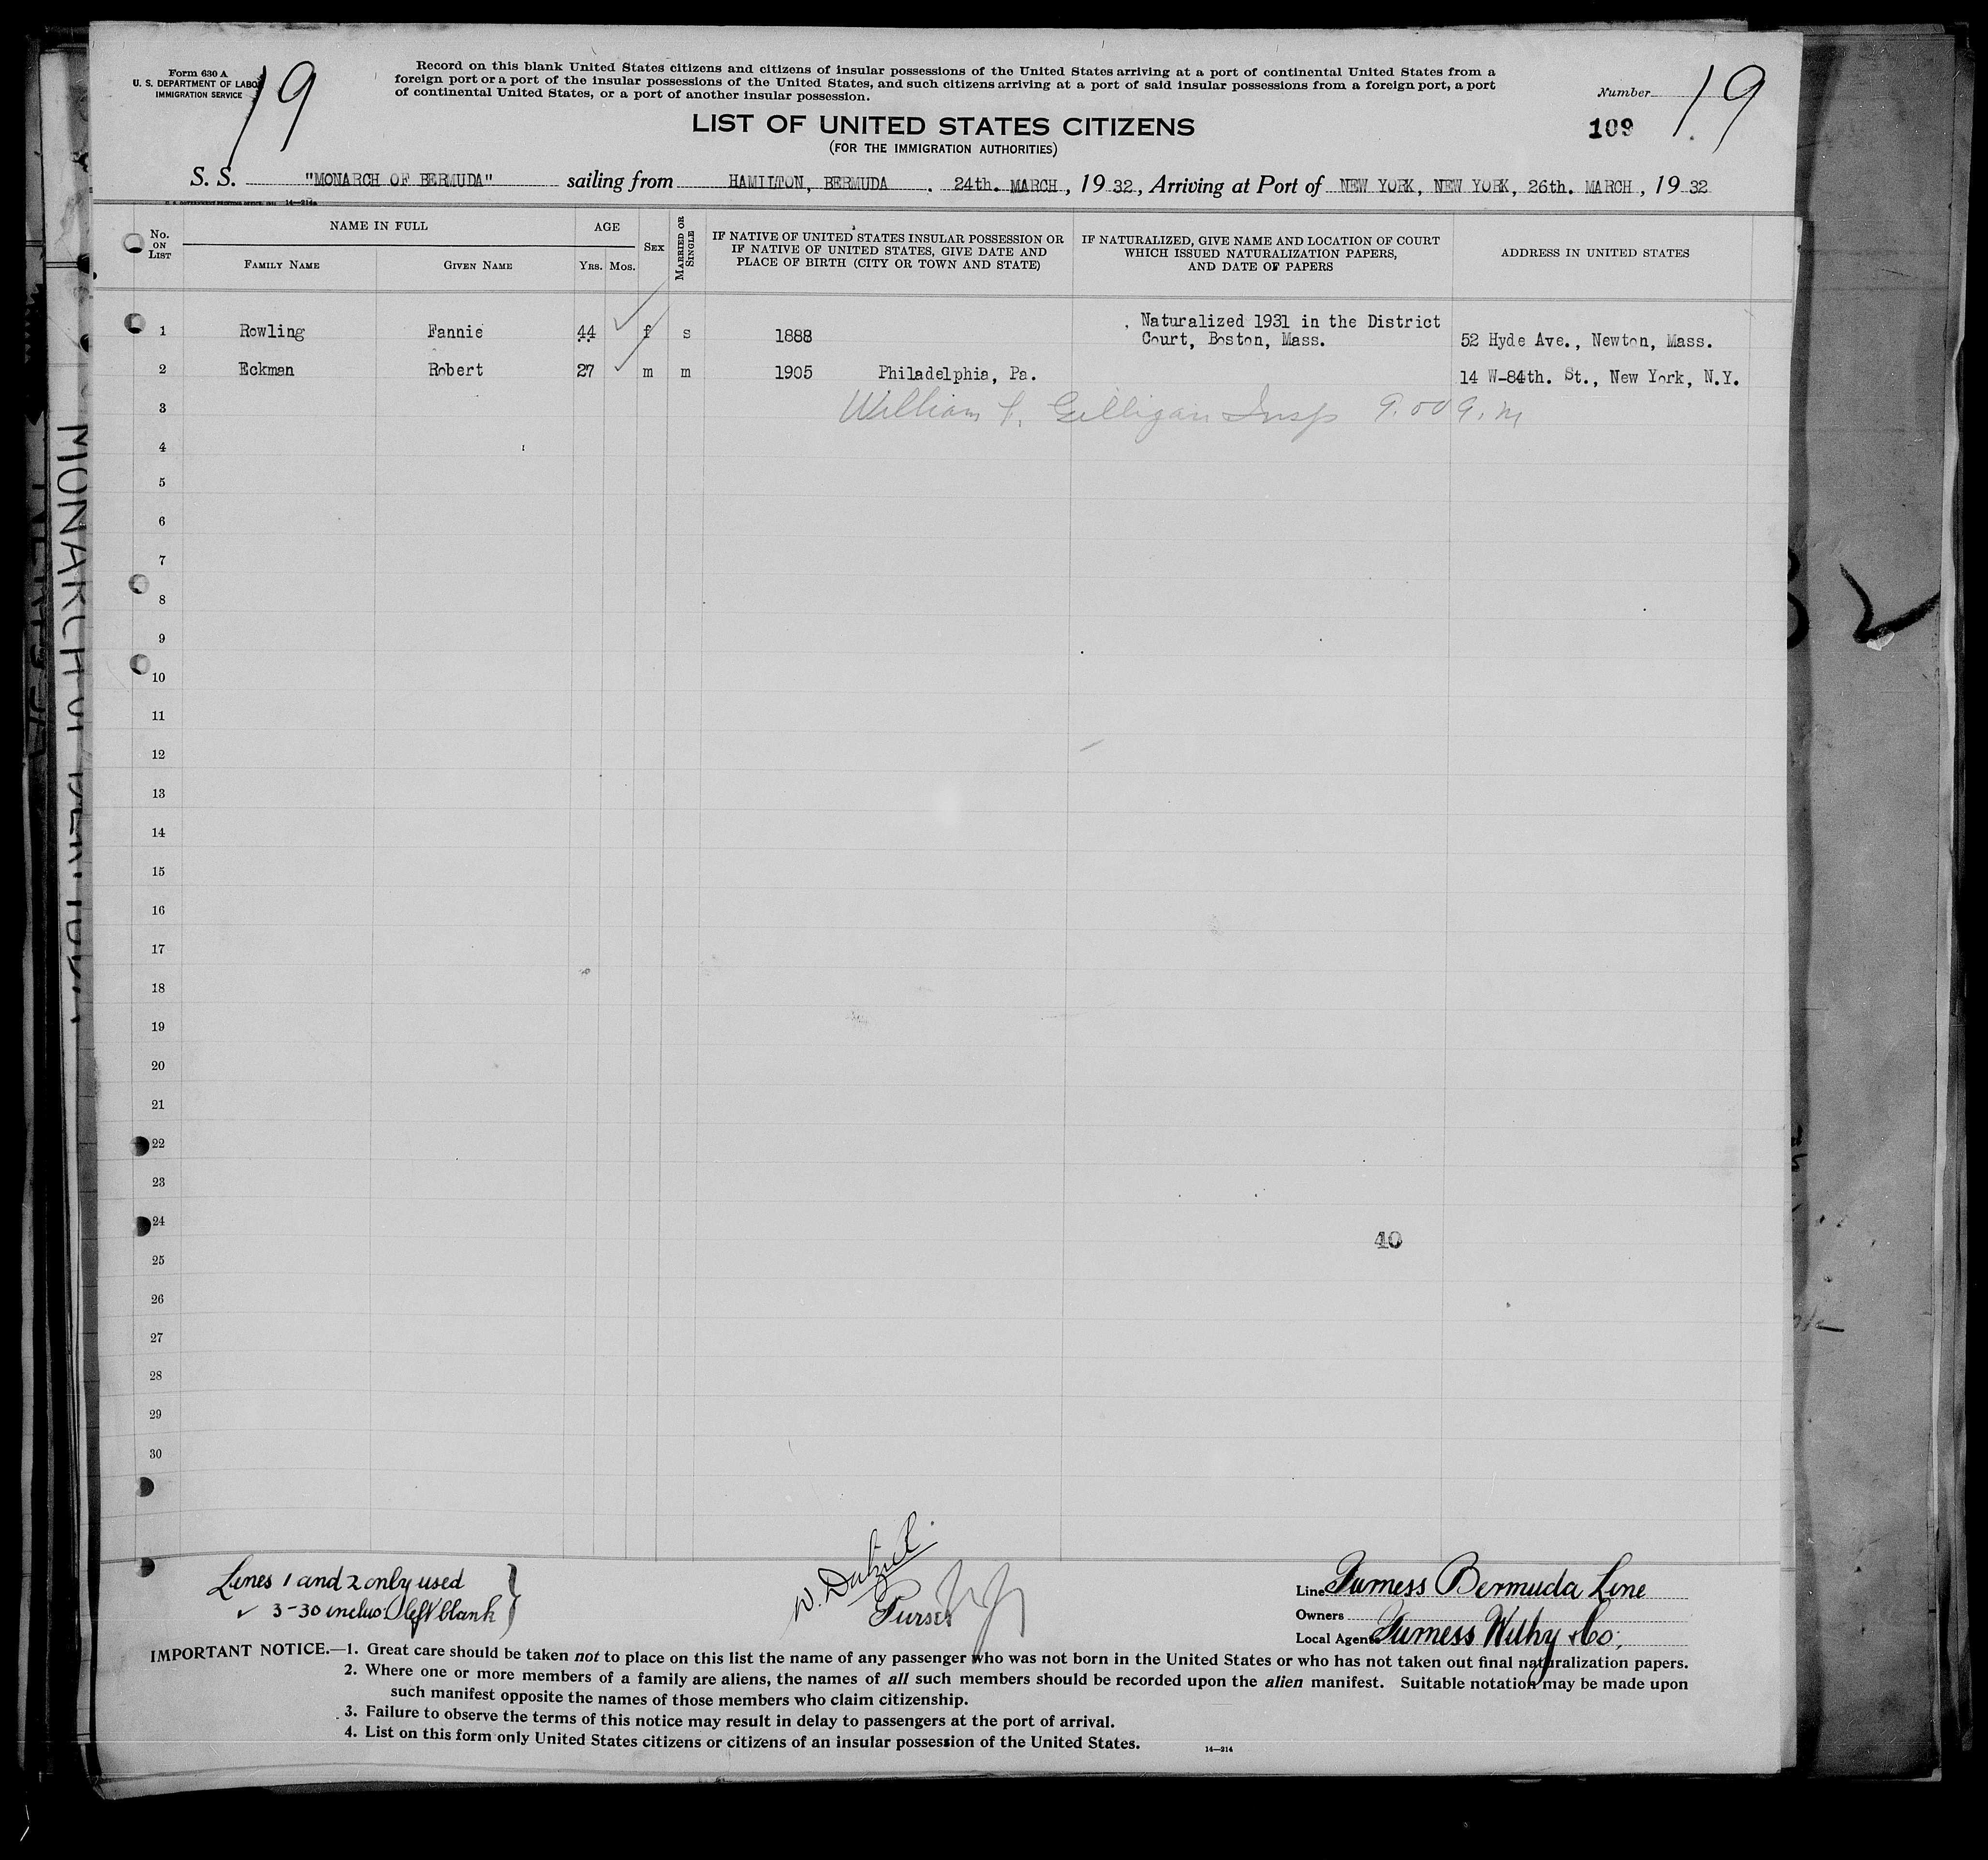 Form 630 A
U. S. DEPARTMENT OF LABOR
IMMIGRATION SERVICE
19
Record on this blank United States citizens and citizens of insular possessions of the United States arriving at a port of continental United States from a
foreign port or a port of the insular possessions of the United States, and such citizens arriving at a port of said insular possessions from a foreign port, a port
of continental United States, or a port of another insular possession.
Number 19
109
LIST OF UNITED STATES CITIZENS
(FOR THE IMMIGRATION AUTHORITIES)
S. S. "MONARCH OF BERMUDA" sailing from HAMILTON, BERMUDA . 24th. MARCH, 1932, Arriving at Port of NEW YORK, NEW YORK, 26th. MARCH, 1932
14—214a
No. ON LIST
NAME IN FULL
FAMILY NAME
GIVEN NAME
AGE
YRS.
MOS.
SEX
MARRIED OR SINGLE
IF NATIVE OF UNITED STATES INSULAR POSSESSION OR
IF NATIVE OF UNITED STATES, GIVE DATE AND
PLACE OF BIRTH (CITY OR TOWN AND STATE)
IF NATURALIZED, GIVE NAME AND LOCATION OF COURT
WHICH ISSUED NATURALIZATION PAPERS,
AND DATE OF PAPERS
ADDRESS IN UNITED STATES
1 Rowling Fannie 44 f s 1888 Naturalized 1931 in the District
Court, Boston, Mass. 52 Hyde Ave., Newton, Mass.
2 Eckman Robert 27 m m 1905 Philadelphia, Pa. 14 W-84th. St., New York, N.Y.
3 William F. Gilligan Insp 9.00 a.m
4
5
6
7
8
9
10
11
12
13
14
15
16
17
18
19
20
21
22
23
24
40
25
26
27
28
29
30
Lines 1 and 2 only used
✓ 3-30 inclus. left blank
Purser
Line Furness Bermuda Line
Owners
Local Agents Furness Withy & Co.
IMPORTANT NOTICE.—1. Great care should be taken not to place on this list the name of any passenger who was not born in the United States or who has not taken out final naturalization papers.
2. Where one or more members of a family are aliens, the names of all such members should be recorded upon the alien manifest. Suitable notation may be made upon
such manifest opposite the names of those members who claim citizenship.
3. Failure to observe the terms of this notice may result in delay to passengers at the port of arrival.
4. List on this form only United States citizens or citizens of an insular possession of the United States.
14—214
MONARCH OF BERMUDA